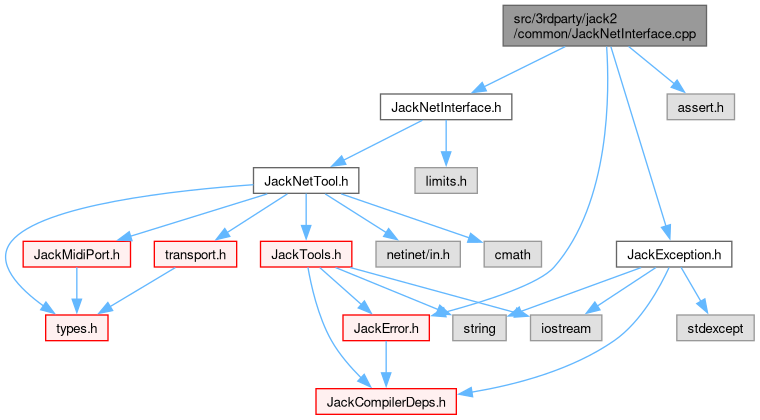 src/3rdparty/jack2
/common/JackNetInterface.cpp
JackNetInterface.h
assert.h
JackNetTool.h
limits.h
JackMidiPort.h
transport.h
JackTools.h
netinet/in.h
cmath
JackException.h
types.h
JackError.h
string
iostream
stdexcept
JackCompilerDeps.h